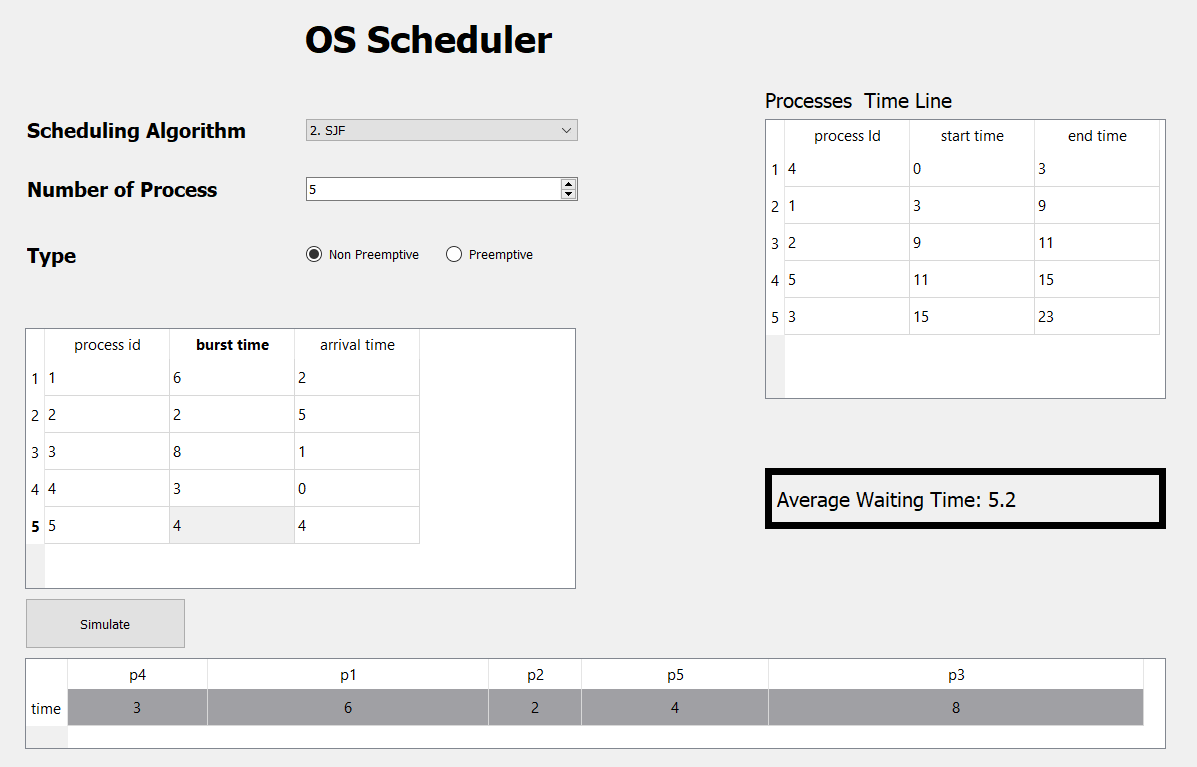 OS Scheduler
Scheduling Algorithm 2. SJF
Number of Process 5
Type Non Preemptive Preemptive
process id burst time arrival time
1 1 6 2
2 2 2 5
3 3 8 1
4 4 3 0
5 5 4 4
Simulate
Processes Time Line
process Id start time end time
1 4 0 3
2 1 3 9
3 2 9 11
4 5 11 15
5 3 15 23
Average Waiting Time: 5.2
p4 p1 p2 p5 p3
time 3 6 2 4 8